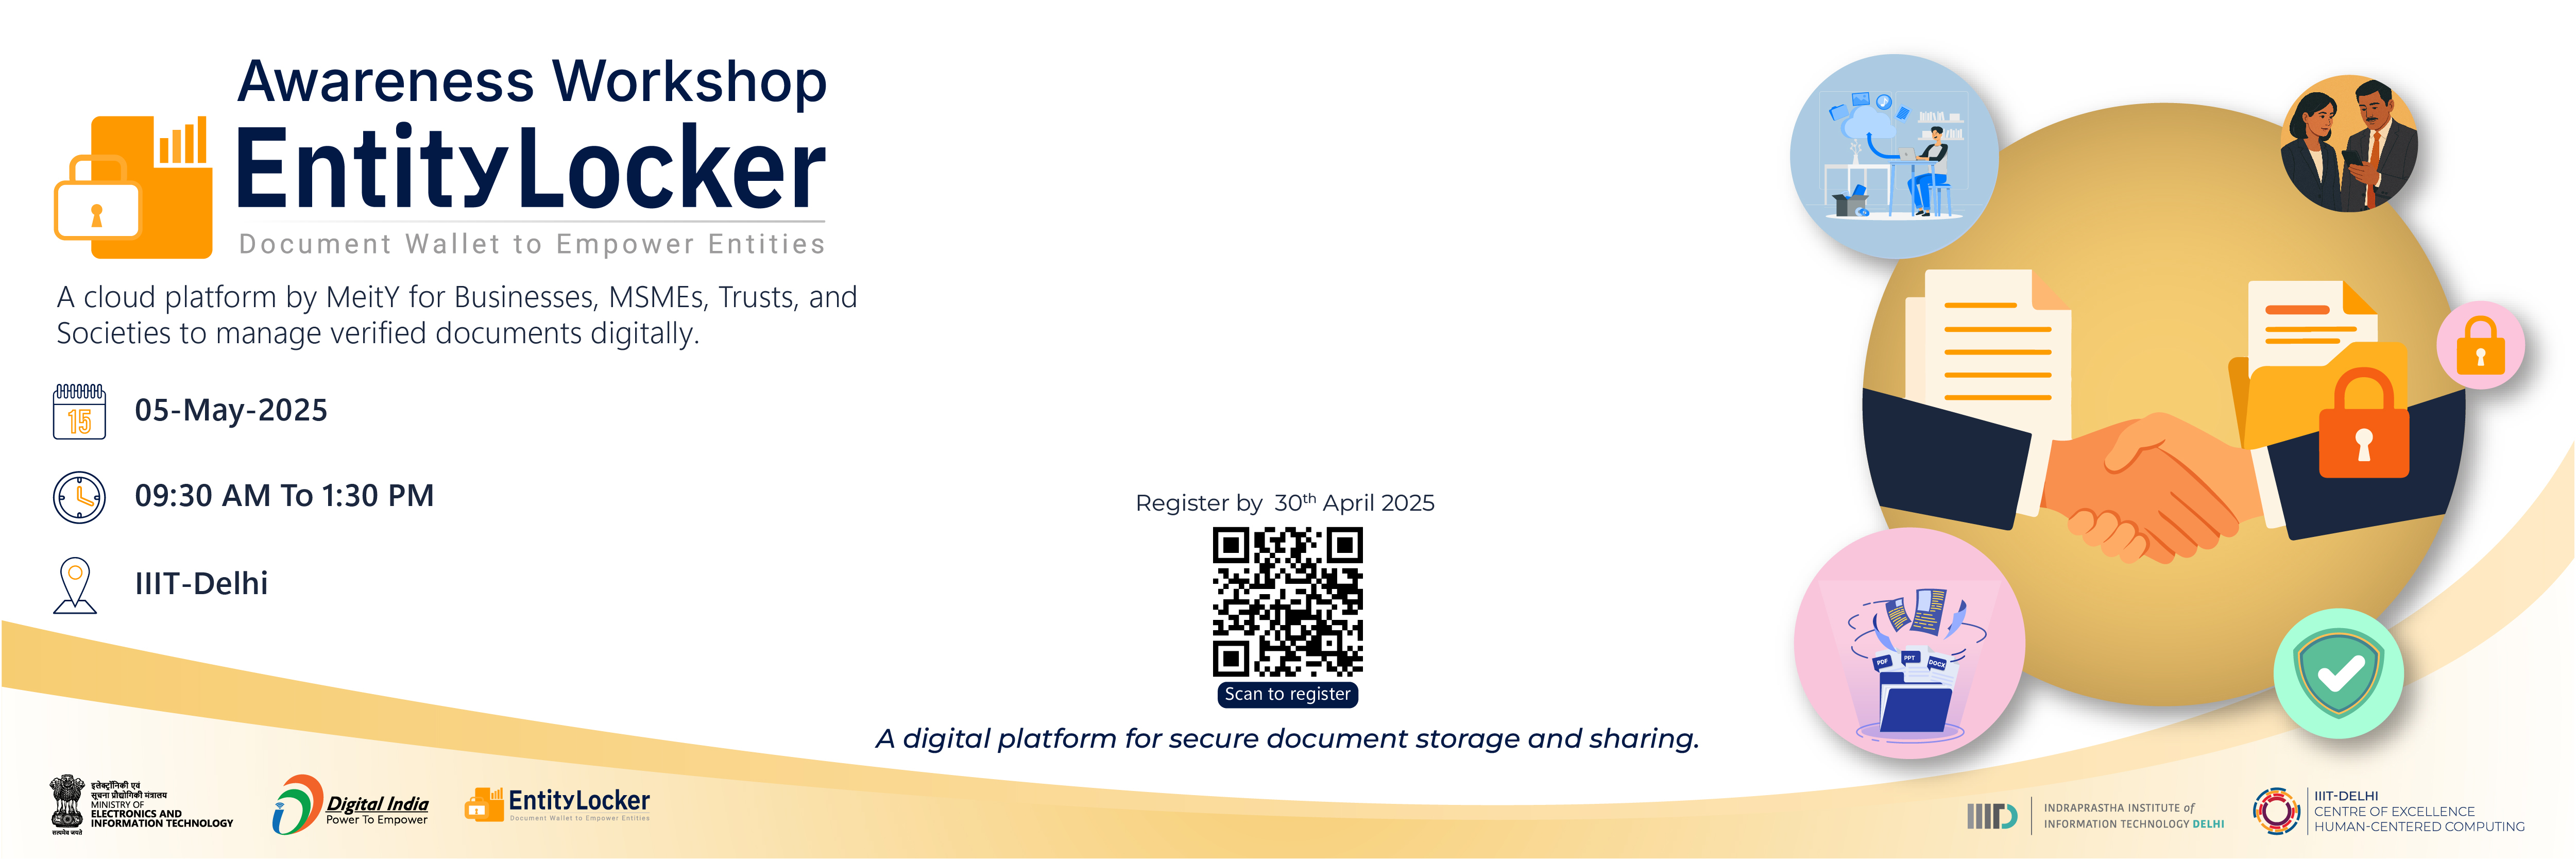 Awareness Workshop
EntityLocker
Document Wallet to Empower Entities
A cloud platform by MeitY for Businesses, MSMEs, Trusts, and
Societies to manage verified documents digitally.
15
05-May-2025
09:30 AM To 1:30 PM
IIIT-Delhi
Register by 30th April 2025
Scan to register
A digital platform for secure document storage and sharing.
PDF
PPT
DOCX
इलेक्ट्रॉनिकी एवं
सूचना प्रौद्योगिकी मंत्रालय
MINISTRY OF
ELECTRONICS AND
INFORMATION TECHNOLOGY
सत्यमेव जयते
Digital India
Power To Empower
EntityLocker
Document Wallet to Empower Entities
IIITD
INDRAPRASTHA INSTITUTE of
INFORMATION TECHNOLOGY DELHI
IIIT-DELHI
CENTRE OF EXCELLENCE
HUMAN-CENTERED COMPUTING